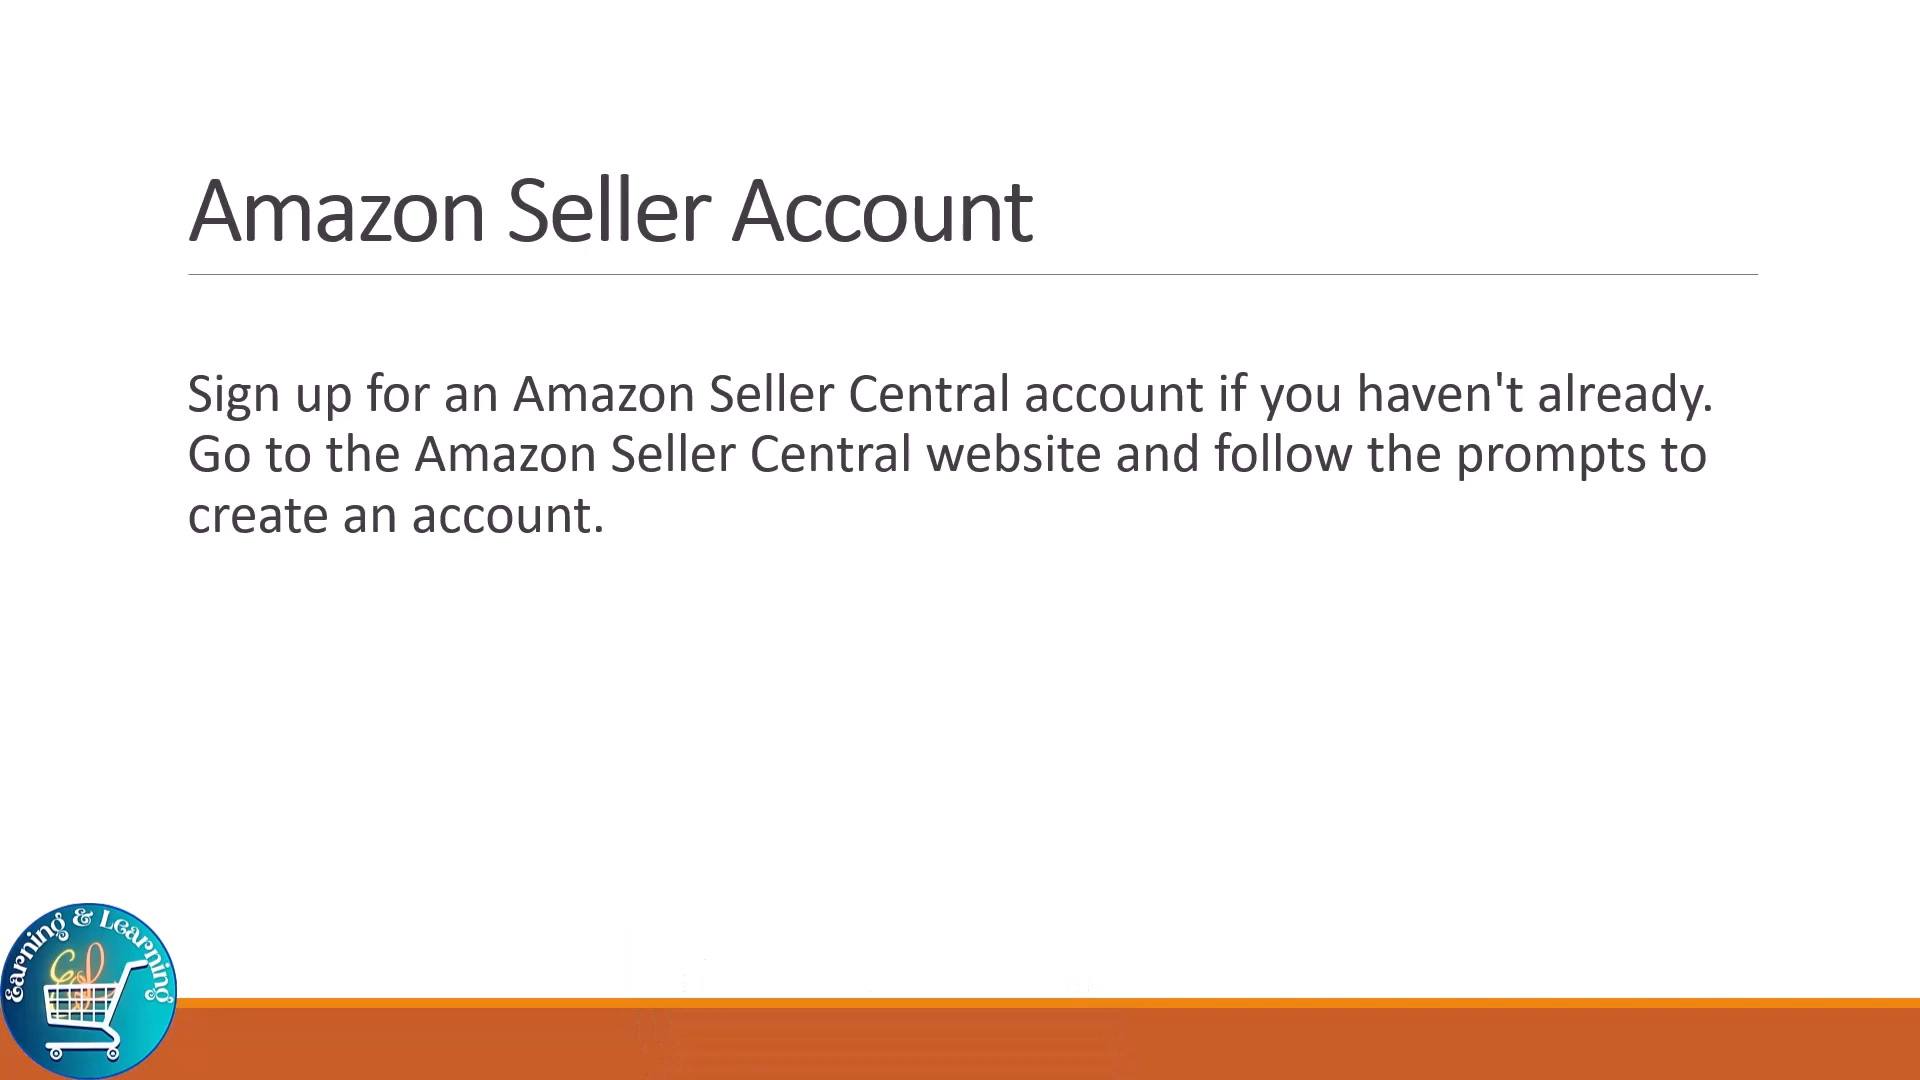 Amazon Seller Account
Sign up for an Amazon Seller Central account if you haven't already.
Go to the Amazon Seller Central website and follow the prompts to
create an account.
Earning & Learning